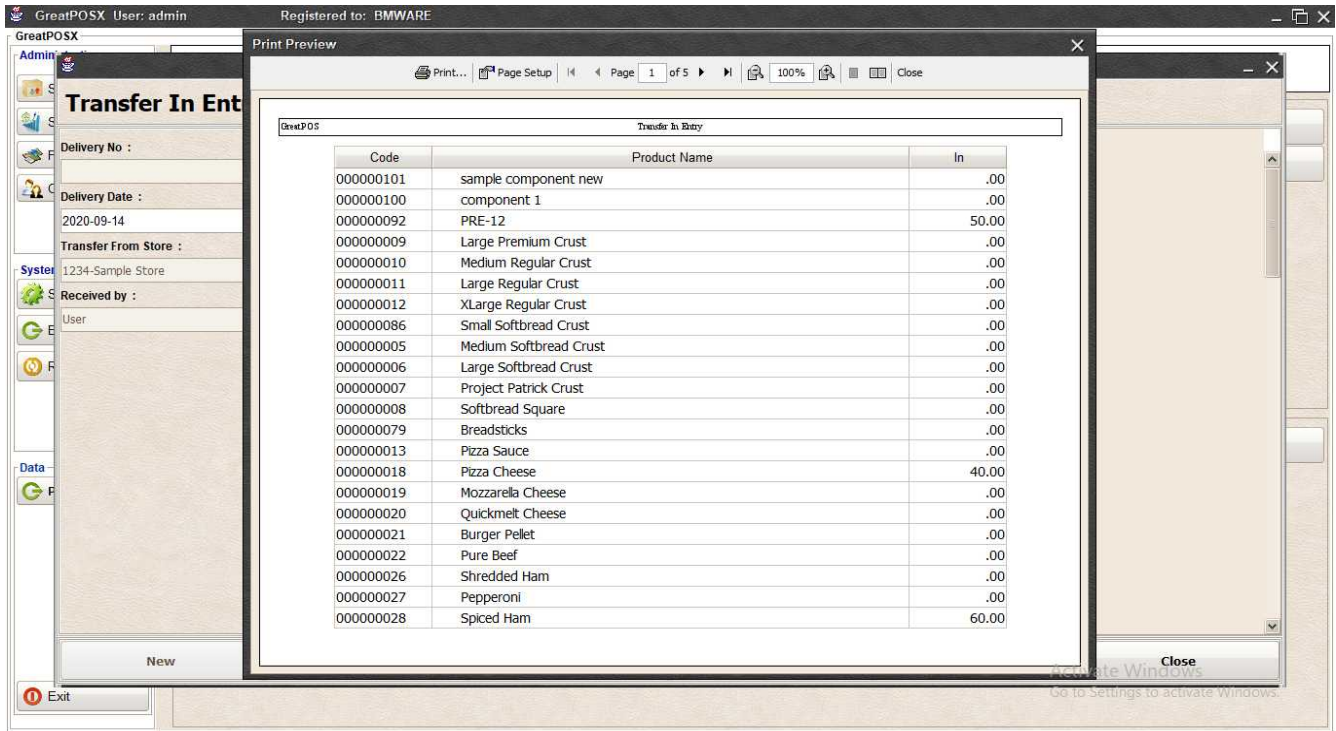 GreatPOSX User: admin Registered to: BMWARE
GreatPOSX
Print Preview
Print... Page Setup Page 1 of 5 100% Close
Transfer In Ent
Delivery No :
Delivery Date :
2020-09-14
Transfer From Store :
1234-Sample Store
Received by :
User
GreatPOS Transfer In Entry
Code Product Name In
000000101 sample component new .00
000000100 component 1 .00
000000092 PRE-12 50.00
000000009 Large Premium Crust .00
000000010 Medium Regular Crust .00
000000011 Large Regular Crust .00
000000012 XLarge Regular Crust .00
000000086 Small Softbread Crust .00
000000005 Medium Softbread Crust .00
000000006 Large Softbread Crust .00
000000007 Project Patrick Crust .00
000000008 Softbread Square .00
000000079 Breadsticks .00
000000013 Pizza Sauce .00
000000018 Pizza Cheese 40.00
000000019 Mozzarella Cheese .00
000000020 Quickmelt Cheese .00
000000021 Burger Pellet .00
000000022 Pure Beef .00
000000026 Shredded Ham .00
000000027 Pepperoni .00
000000028 Spiced Ham 60.00
Syster
Data
New Close
Exit
Activate Windows
Go to Settings to activate Windows.